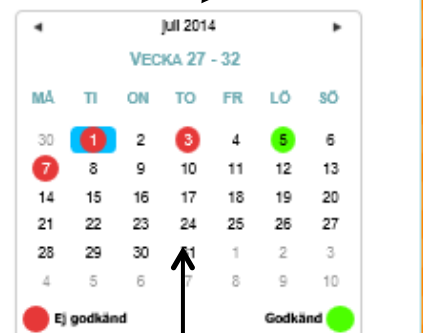 ◄ juli 2014 ►
VECKA 27 - 32
MÅ TI ON TO FR LÖ SÖ
30 1 2 3 4 5 6
7 8 9 10 11 12 13
14 15 16 17 18 19 20
21 22 23 24 25 26 27
28 29 30 31 1 2 3
4 5 6 7 8 9 10
Ej godkänd Godkänd